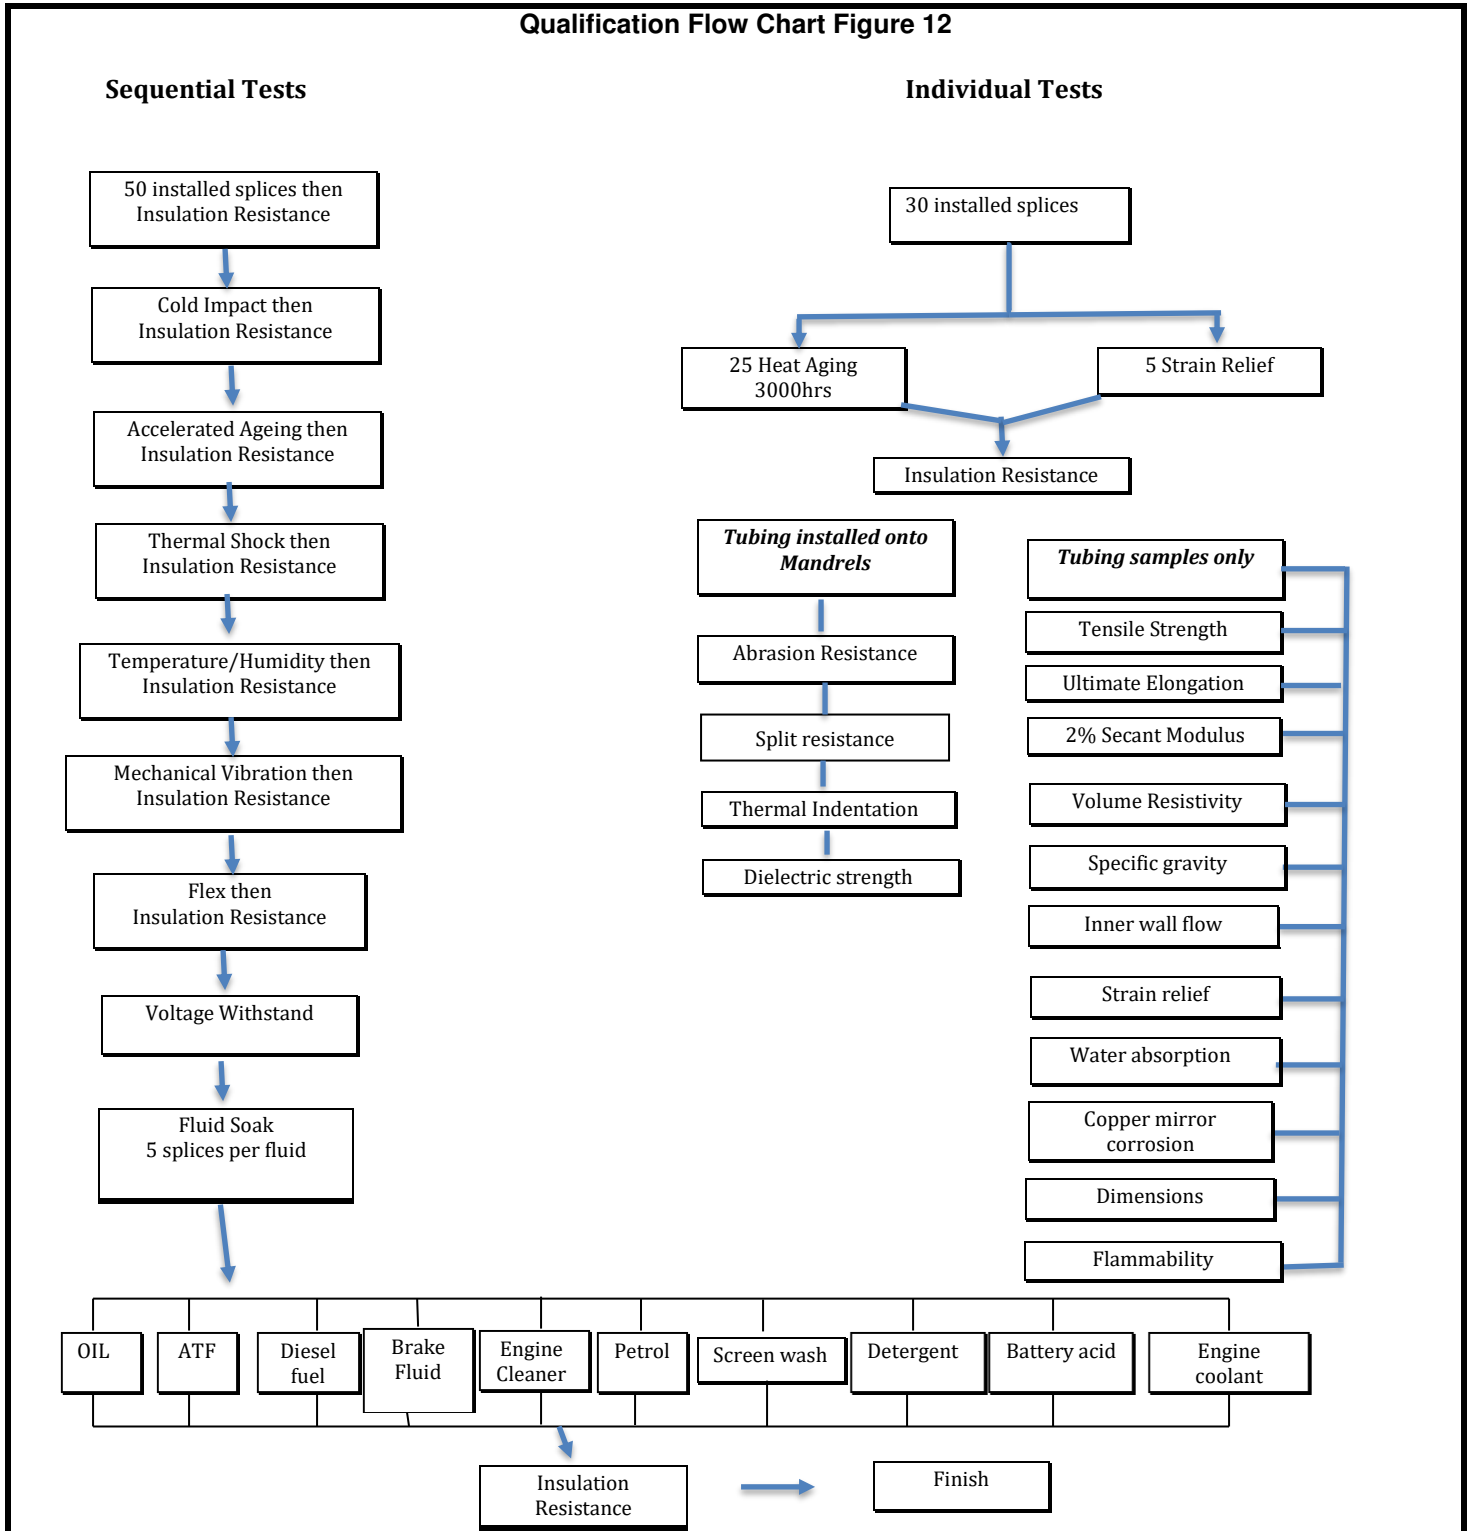 Qualification Flow Chart Figure 12
Sequential Tests
50 installed splices then
Insulation Resistance
Cold Impact then
Insulation Resistance
Accelerated Ageing then
Insulation Resistance
Thermal Shock then
Insulation Resistance
Temperature/Humidity then
Insulation Resistance
Mechanical Vibration then
Insulation Resistance
Flex then
Insulation Resistance
Voltage Withstand
Fluid Soak
5 splices per fluid
OIL
ATF
Diesel
fuel
Brake
Fluid
Engine
Cleaner
Petrol
Screen wash
Detergent
Battery acid
Engine
coolant
Insulation
Resistance
Finish
Individual Tests
30 installed splices
25 Heat Aging
3000hrs
5 Strain Relief
Insulation Resistance
Tubing installed onto
Mandrels
Abrasion Resistance
Split resistance
Thermal Indentation
Dielectric strength
Tubing samples only
Tensile Strength
Ultimate Elongation
2% Secant Modulus
Volume Resistivity
Specific gravity
Inner wall flow
Strain relief
Water absorption
Copper mirror
corrosion
Dimensions
Flammability